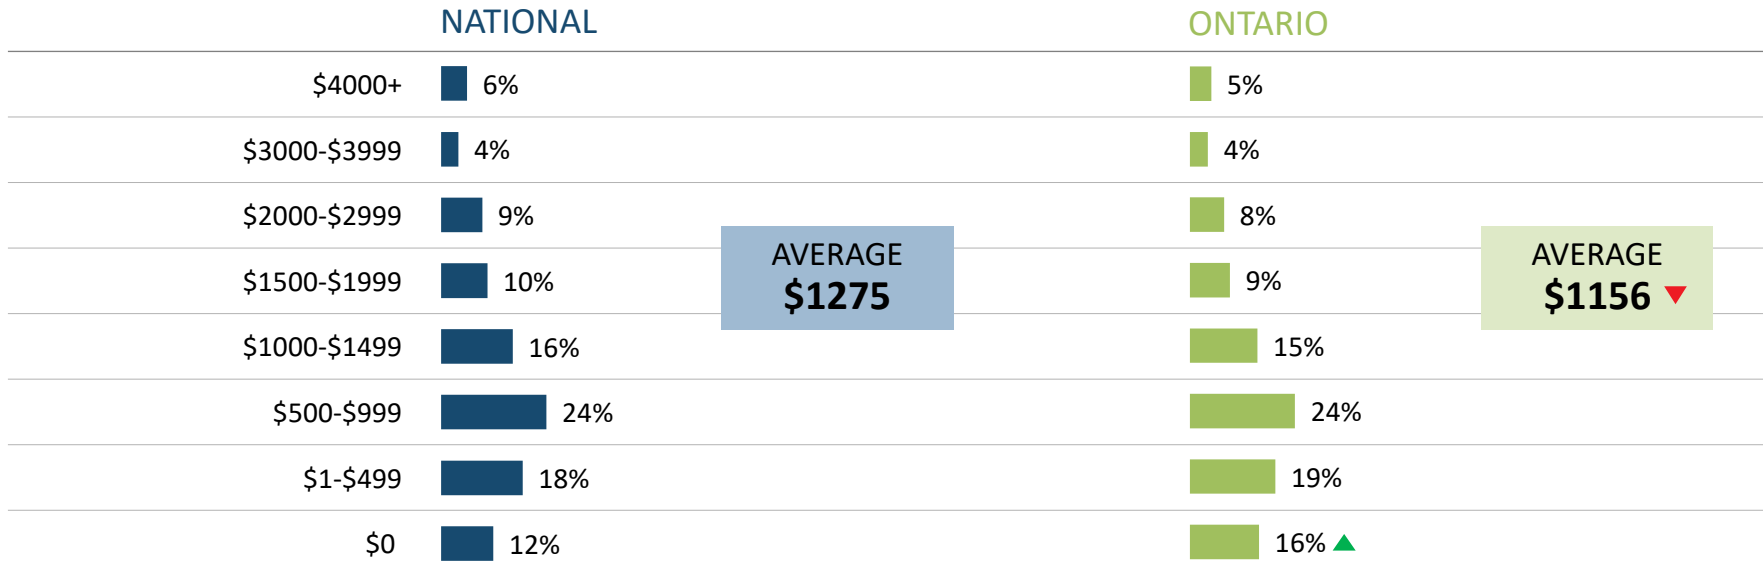 NATIONAL ONTARIO
$4000+ 6% 5%
$3000-$3999 4% 4%
$2000-$2999 9% 8%
AVERAGE AVERAGE
$1500-$1999 10% $1275 9% $1156
$1000-$1499 16% 15%
$500-$999 24% 24%
$1-$499 18% 19%
$0 12% 16%